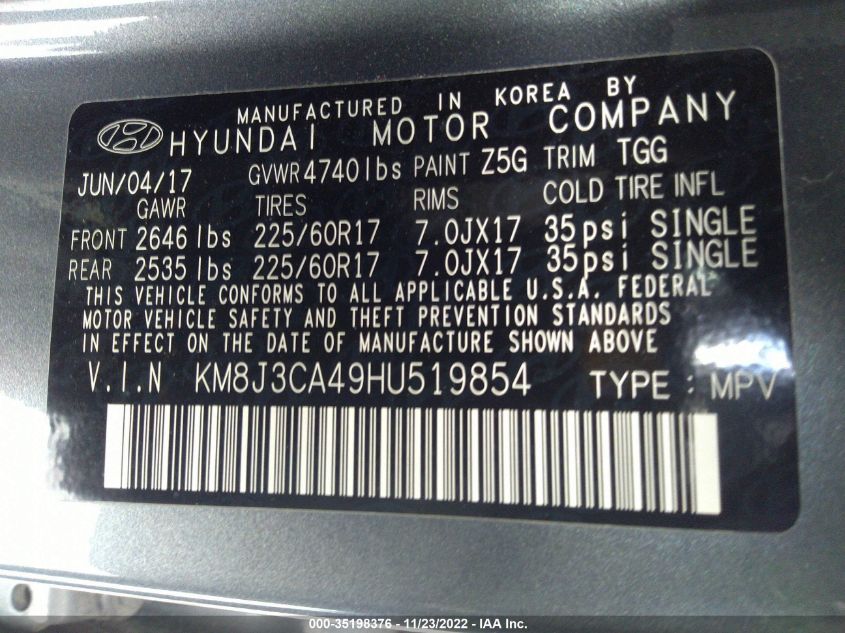 MANUFACTURED IN KOREA BY
HYUNDAI MOTOR COMPANY
JUN/04/17 GVWR 4740 lbs PAINT Z5G TRIM TGG
GAWR TIRES RIMS COLD TIRE INFL
FRONT 2646 lbs 225/60R17 7.0JX17 35psi SINGLE
REAR 2535 lbs 225/60R17 7.0JX17 35psi SINGLE
THIS VEHICLE CONFORMS TO ALL APPLICABLE U.S.A. FEDERAL
MOTOR VEHICLE SAFETY AND THEFT PREVENTION STANDARDS
IN EFFECT ON THE DATE OF MANUFACTURE SHOWN ABOVE
V.I.N KM8J3CA49HU519854 TYPE : MPV
000-35198376 - 11/23/2022 - IAA Inc.